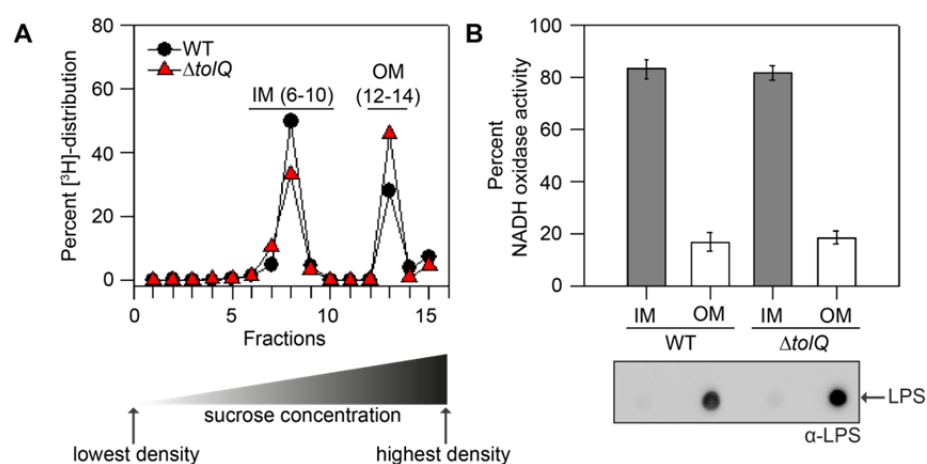 A
80
60
40
20
0
Percent [³H]-distribution
WT
ΔtolQ
IM (6-10)
OM
(12-14)
0 5 10 15
Fractions
sucrose concentration
lowest density
highest density
B
100
80
60
40
20
0
Percent
NADH oxidase activity
IM OM IM OM
WT ΔtolQ
LPS
α-LPS